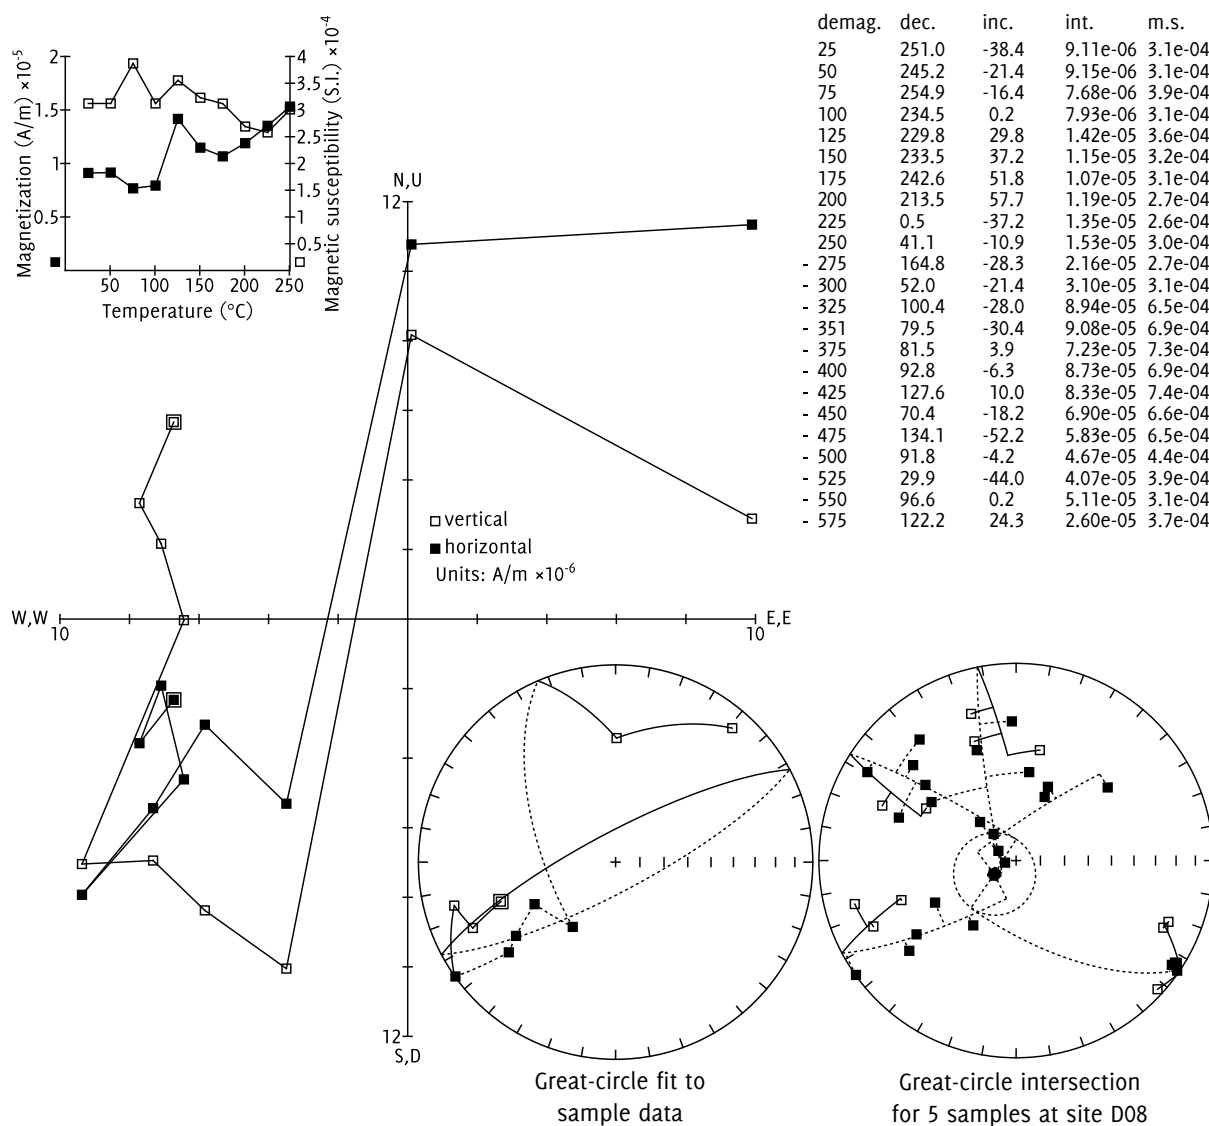 Magnetization (A/m) ×10-5
2
1.5
1
0.5
4
3.5
3
2.5
2
1.5
1
0.5
Magnetic susceptibility (S.I.) ×10-4
50 100 150 200 250
Temperature (°C)
demag. dec. inc. int. m.s.
25 251.0 -38.4 9.11e-06 3.1e-04
50 245.2 -21.4 9.15e-06 3.1e-04
75 254.9 -16.4 7.68e-06 3.9e-04
100 234.5 0.2 7.93e-06 3.1e-04
125 229.8 29.8 1.42e-05 3.6e-04
150 233.5 37.2 1.15e-05 3.2e-04
175 242.6 51.8 1.07e-05 3.1e-04
200 213.5 57.7 1.19e-05 2.7e-04
225 0.5 -37.2 1.35e-05 2.6e-04
250 41.1 -10.9 1.53e-05 3.0e-04
- 275 164.8 -28.3 2.16e-05 2.7e-04
- 300 52.0 -21.4 3.10e-05 3.1e-04
- 325 100.4 -28.0 8.94e-05 6.5e-04
- 351 79.5 -30.4 9.08e-05 6.9e-04
- 375 81.5 3.9 7.23e-05 7.3e-04
- 400 92.8 -6.3 8.73e-05 6.9e-04
- 425 127.6 10.0 8.33e-05 7.4e-04
- 450 70.4 -18.2 6.90e-05 6.6e-04
- 475 134.1 -52.2 5.83e-05 6.5e-04
- 500 91.8 -4.2 4.67e-05 4.4e-04
- 525 29.9 -44.0 4.07e-05 3.9e-04
- 550 96.6 0.2 5.11e-05 3.1e-04
- 575 122.2 24.3 2.60e-05 3.7e-04
N,U
12
vertical
horizontal
Units: A/m ×10-6
W,W
10
E,E
10
12
S,D
Great-circle fit to
sample data
Great-circle intersection
for 5 samples at site D08